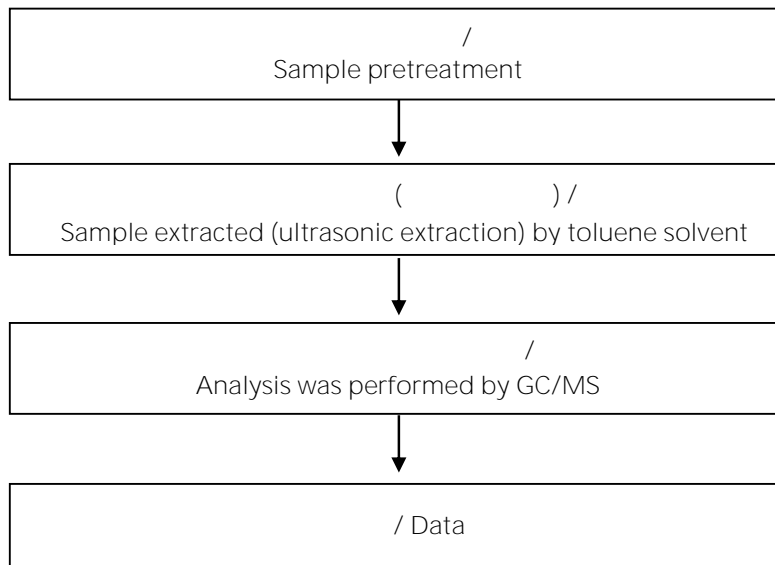 /
Sample pretreatment
( ) /
Sample extracted (ultrasonic extraction) by toluene solvent
/
Analysis was performed by GC/MS
/ Data